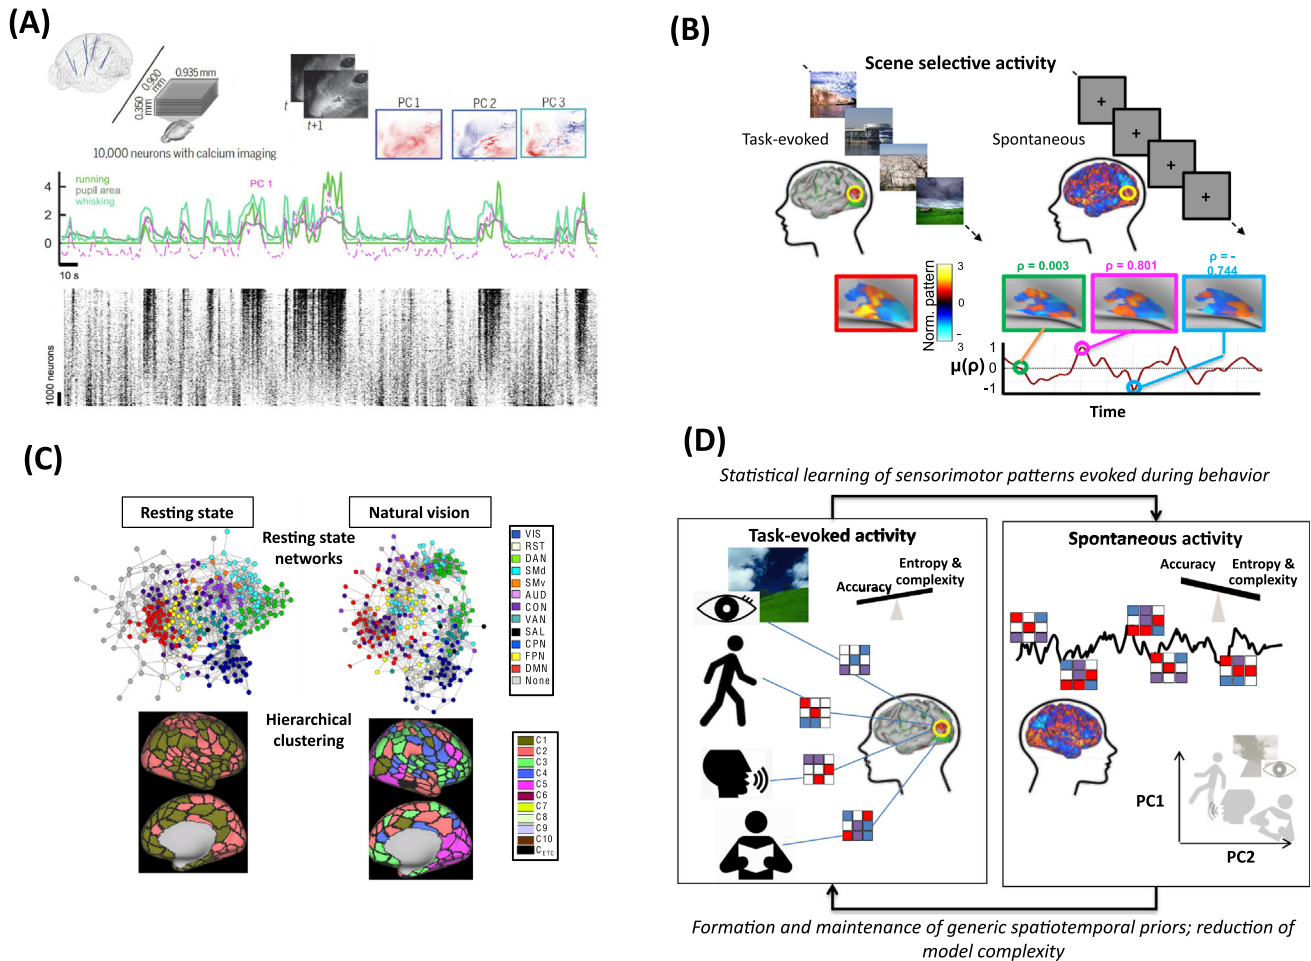 (A)
0.935 mm
0.900
mm
0.350
mm
t
t+1
10,000 neurons with calcium imaging
PC 1
PC 2
PC 3
running
pupil area
whisking
PC 1
4
2
0
10 s
1000 neurons
(B)
Scene selective activity
Task-evoked
Spontaneous
Norm. pattern
3
0
-
3
ρ = 0.003
ρ = 0.801
ρ = -
0.744
μ(ρ)
1
0
-1
Time
(C)
Resting state
Natural vision
Resting state
networks
VIS
RST
DAN
SMd
SMv
AUD
CON
VAN
SAL
CPN
FPN
DMN
None
Hierarchical
clustering
C1
C2
C3
C4
C5
C6
C7
C8
C9
C10
CETC
(D)
Statistical learning of sensorimotor patterns evoked during behavior
Task-evoked activity
Accuracy
Entropy &
complexity
Spontaneous activity
Accuracy
Entropy &
complexity
PC1
PC2
Formation and maintenance of generic spatiotemporal priors; reduction of
model complexity